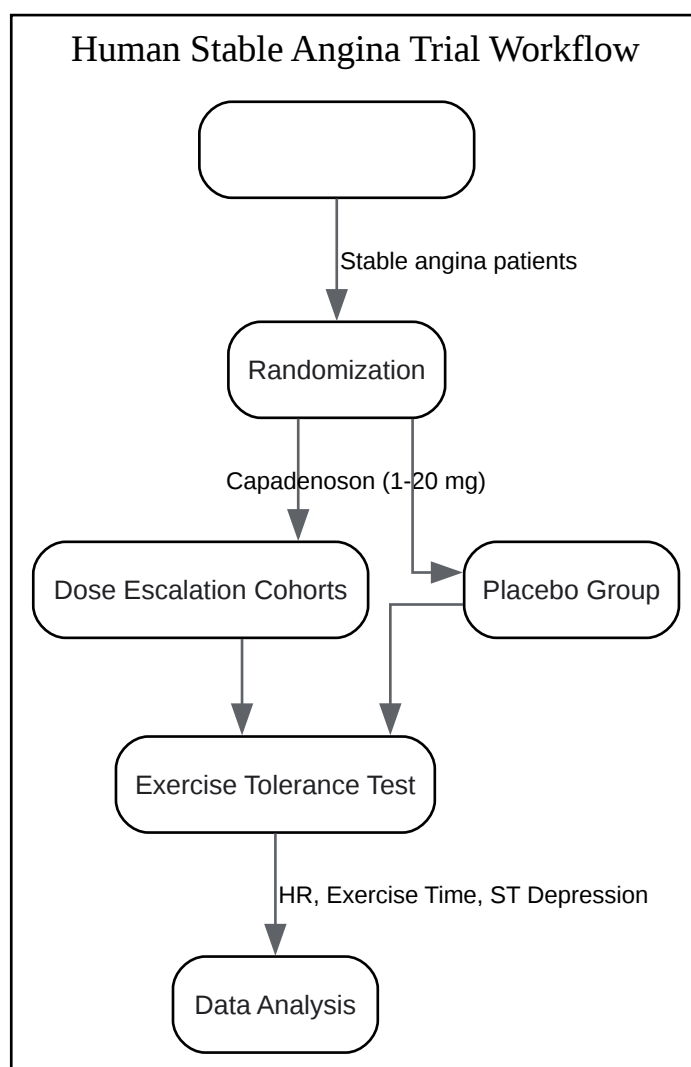 Human Stable Angina Trial Workflow
Stable angina patients
Randomization
Capadenoson (1-20 mg)
Dose Escalation Cohorts
Placebo Group
Exercise Tolerance Test
HR, Exercise Time, ST Depression
Data Analysis